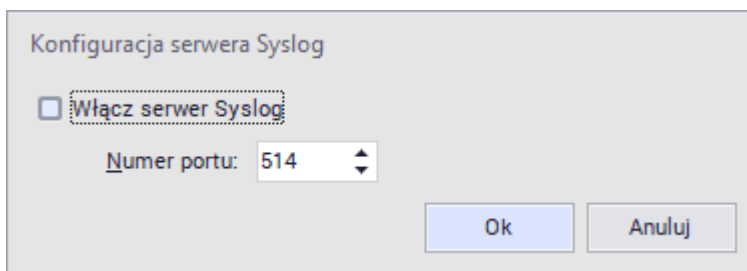 Konfiguracja serwera Syslog
Włącz serwer Syslog
Numer portu: 514
Ok Anuluj